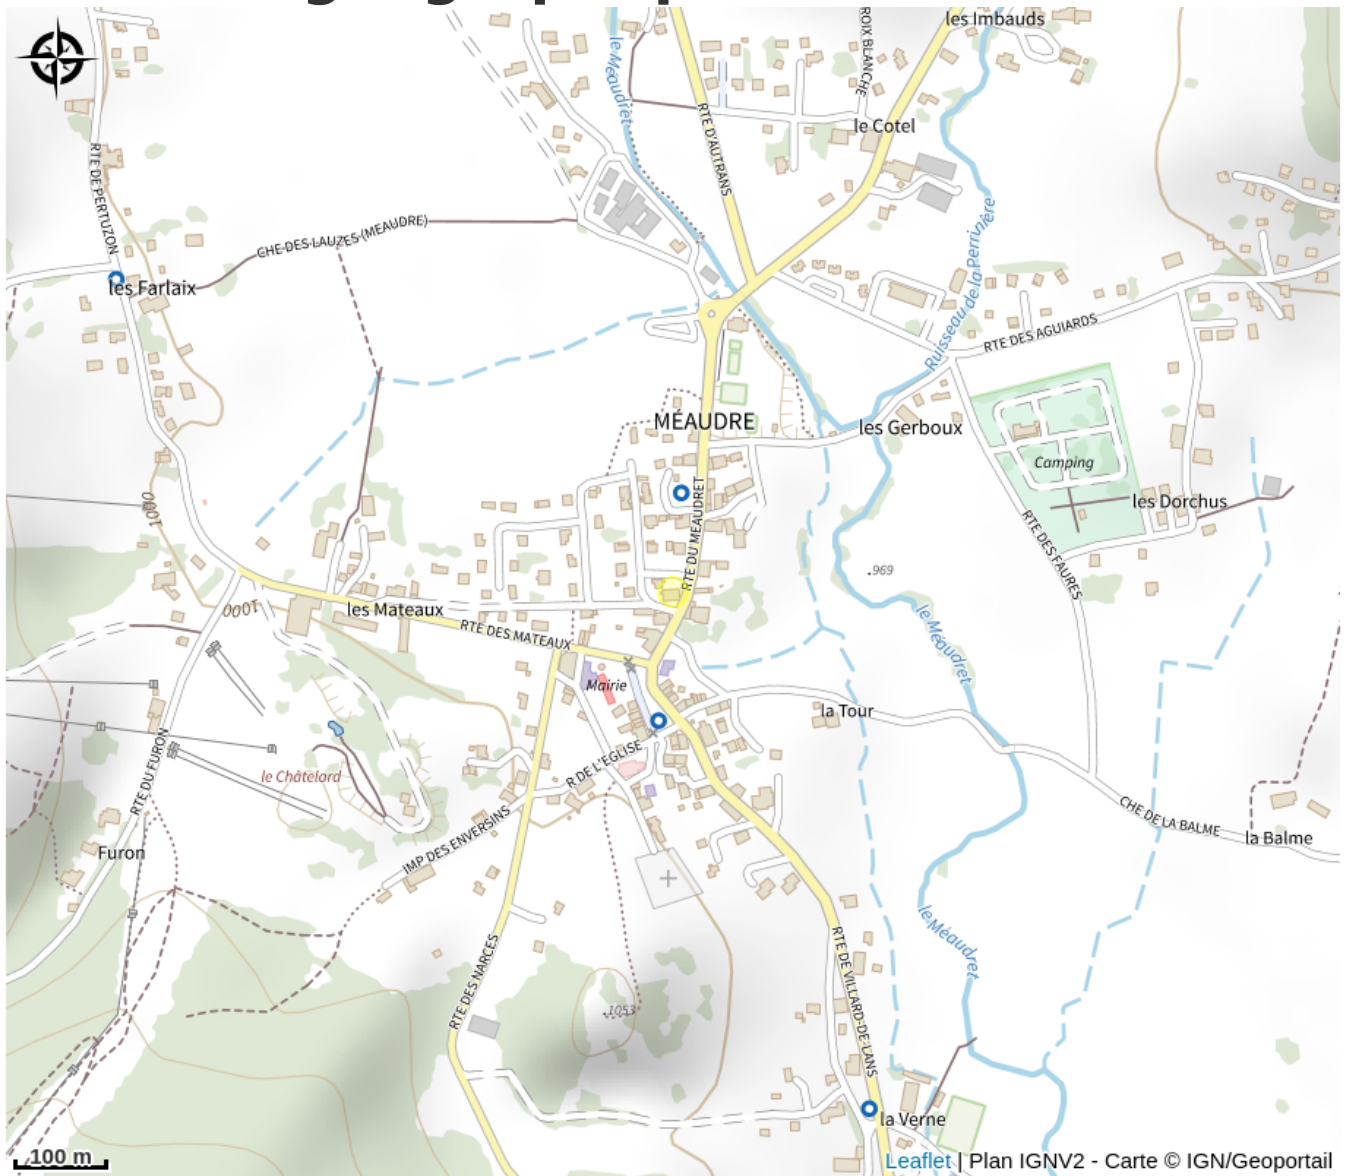 les Imbauds
ROIX BLANCHE
le Méaudret
le Cotel
RTE D'AUTRANS
RTE DE PERTUZON
CHE DES LAUZES (MEAUDRE)
Ruisseau de la Perrinière
les Farlaix
RTE DES AGUIARDS
MÉAUDRE
les Gerboux
Camping
les Dorchus
1000
RTE DU MEAUDRET
RTE DES FAURES
.969
1000
les Mateaux
le Méaudret
RTE DES MATEAUX
Mairie
la Tour
RTE DU FURON
R DE L'EGLISE
le Châtelard
CHE DE LA BALME
la Balme
IMP DES ENVERSINS
Furon
le Méaudret
RTE DES NARCES
RTE DE VILLARD-DE-LANS
.1053
la Verne
100 m
Leaflet | Plan IGNV2 - Carte © IGN/Geoportail